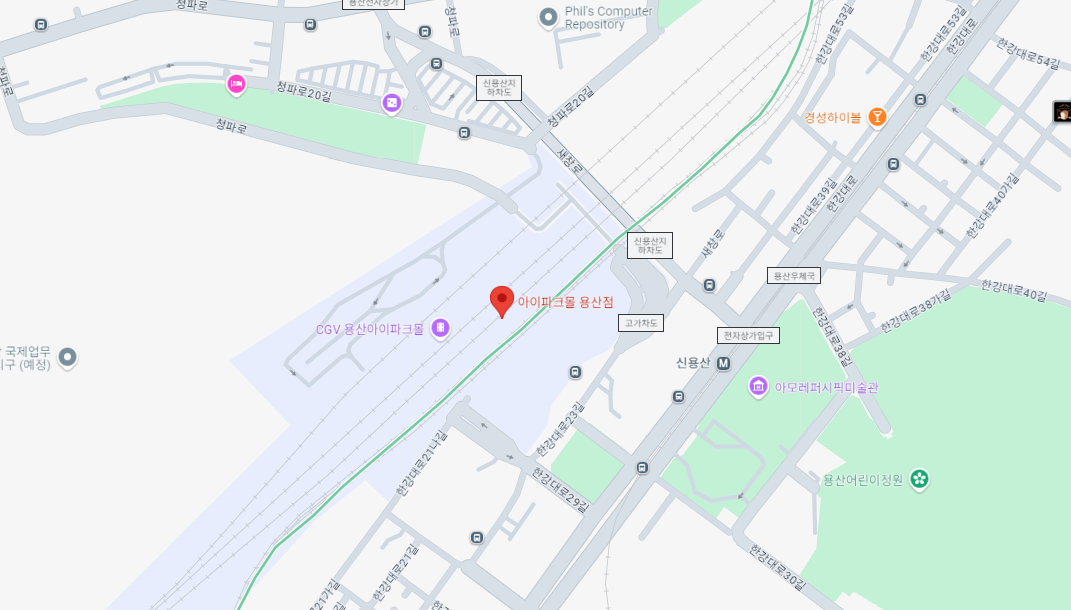 청파로
용산전자상가
청파로
Phil's Computer
Repository
한강대로53길
한강대로53길
한강대로
한강대로54길
청파로
신용산지
하차도
청파로20길
청파로20길
경성하이볼
청파로
새창로
한강대로39길
한강대로
한강대로40가길
새창로
신용산지
하차도
용산우체국
한강대로40길
아이파크몰 용산점
한강대로38가길
고가차도
CGV 용산아이파크몰
전자상가입구
한강대로38길
국제업무
구 (예정)
신용산
아모레퍼시픽미술관
한강대로23길
한강대로21나길
용산어린이정원
한강대로29길
한강대로21길
21가길
한강대로30길